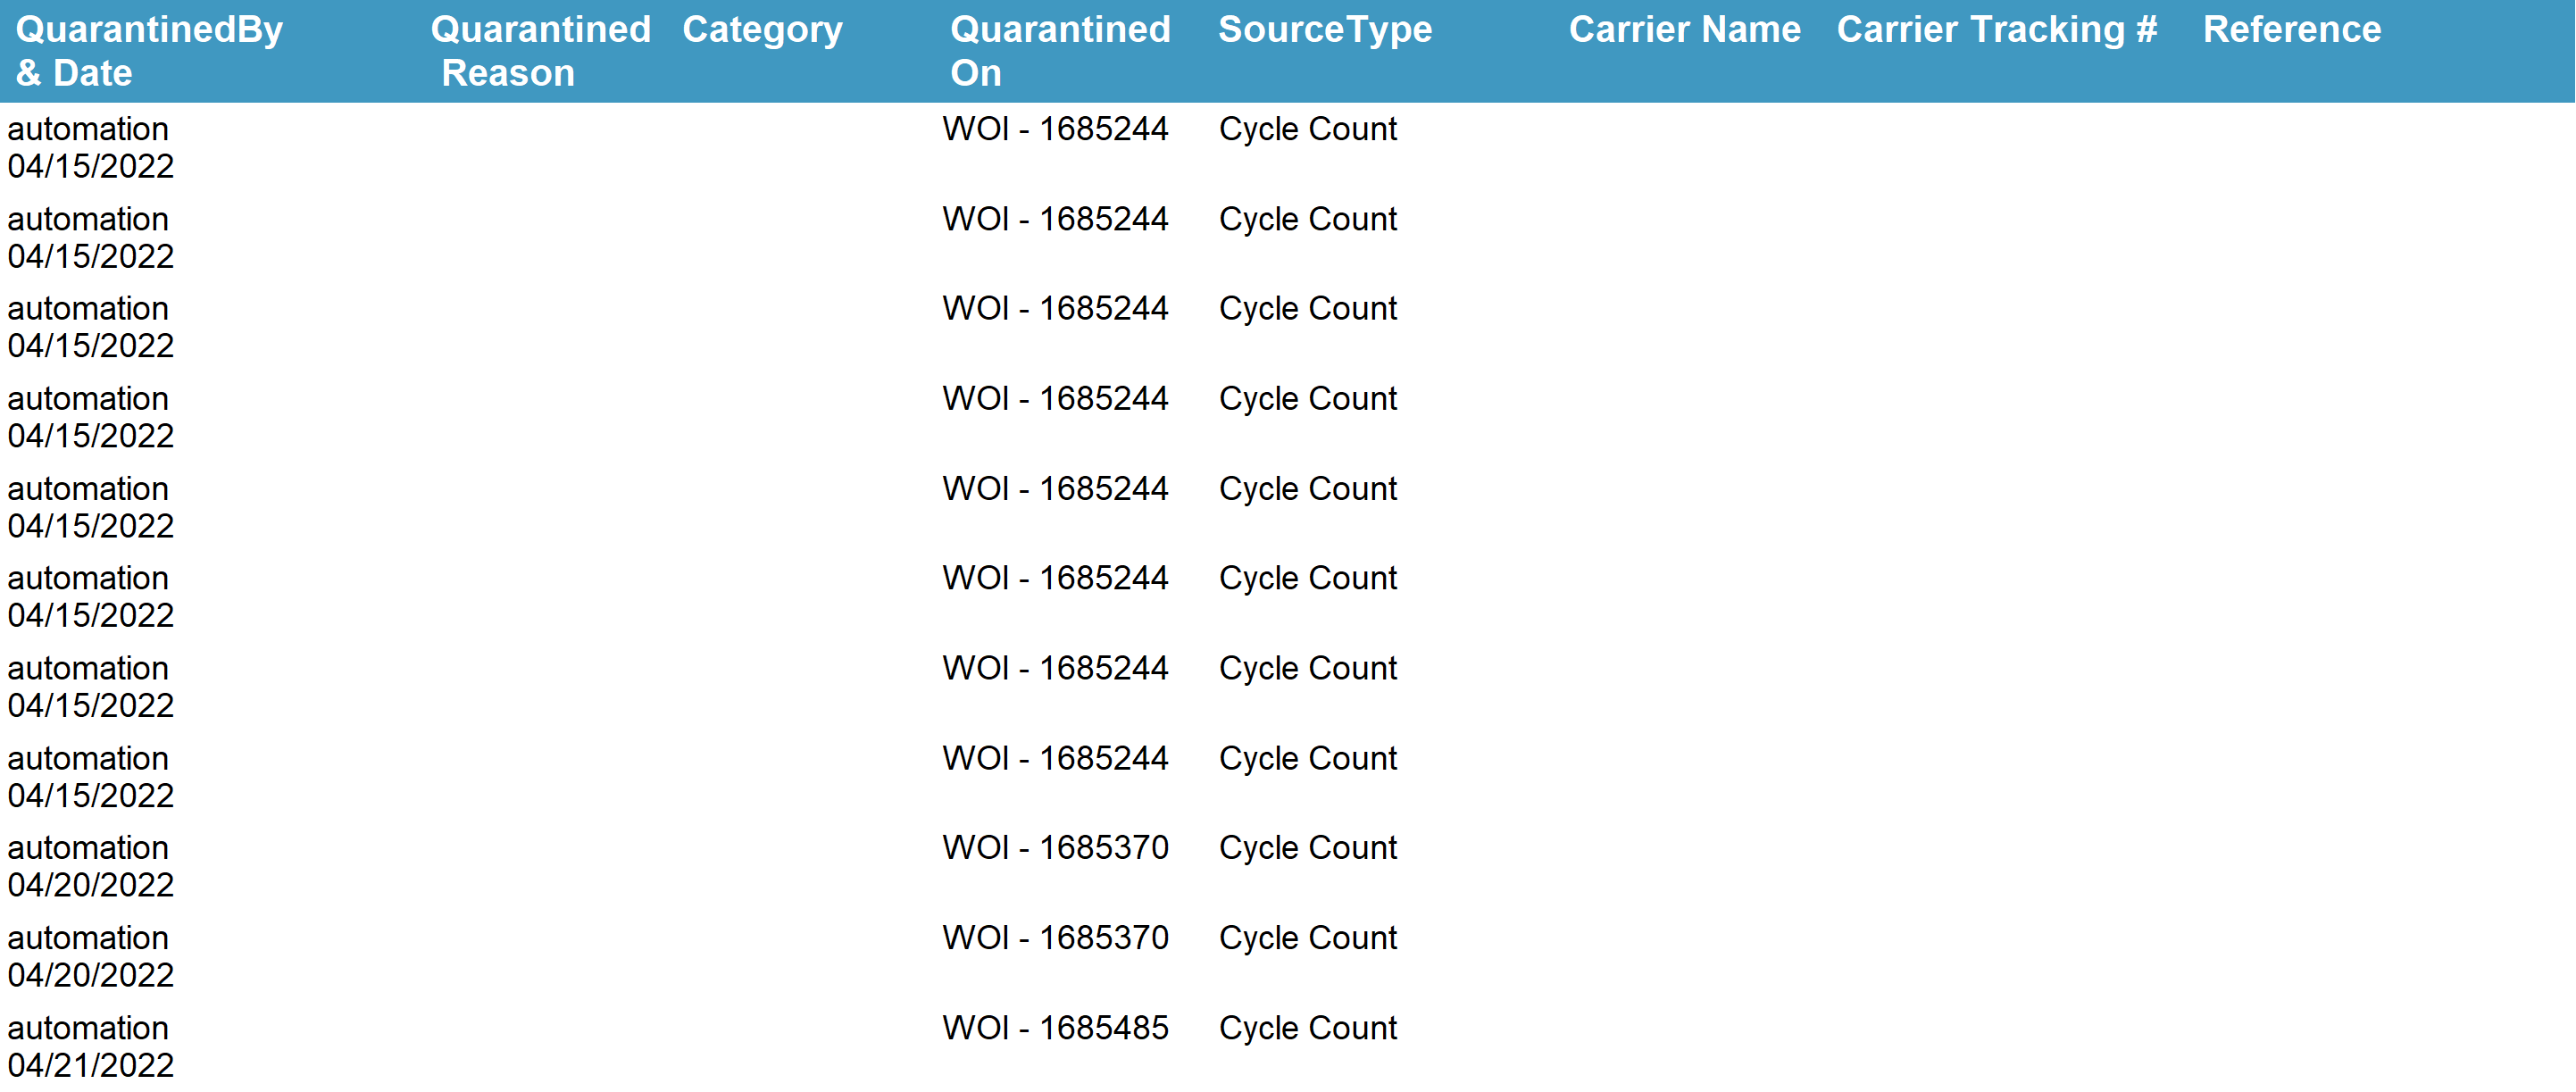 QuarantinedBy Quarantined Category Quarantined SourceType Carrier Name Carrier Tracking # Reference
& Date Reason On
automation WOI - 1685244 Cycle Count
04/15/2022
automation WOI - 1685244 Cycle Count
04/15/2022
automation WOI - 1685244 Cycle Count
04/15/2022
automation WOI - 1685244 Cycle Count
04/15/2022
automation WOI - 1685244 Cycle Count
04/15/2022
automation WOI - 1685244 Cycle Count
04/15/2022
automation WOI - 1685244 Cycle Count
04/15/2022
automation WOI - 1685244 Cycle Count
04/15/2022
automation WOI - 1685370 Cycle Count
04/20/2022
automation WOI - 1685370 Cycle Count
04/20/2022
automation WOI - 1685485 Cycle Count
04/21/2022